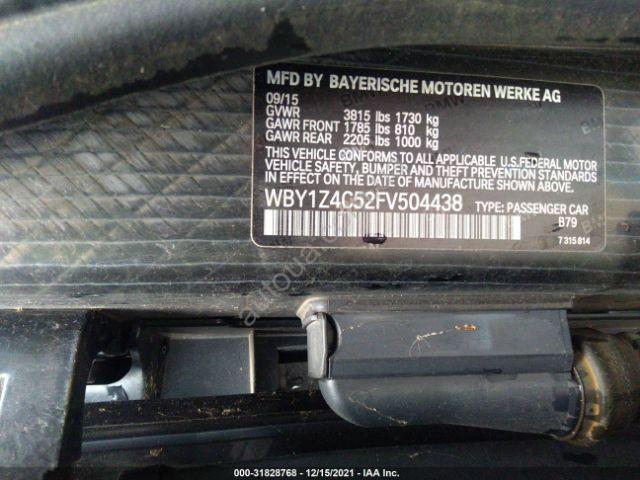 MFD BY BAYERISCHE MOTOREN WERKE AG
09/15
GVWR 3815 lbs 1730 kg
GAWR FRONT 1785 lbs 810 kg
GAWR REAR 2205 lbs 1000 kg
THIS VEHICLE CONFORMS TO ALL APPLICABLE U.S.FEDERAL MOTOR
VEHICLE SAFETY, BUMPER AND THEFT PREVENTION STANDARDS
IN EFFECT ON THE DATE OF MANUFACTURE SHOWN ABOVE.
WBY1Z4C52FV504438 TYPE: PASSENGER CAR
B79
7 315 814
000-31828768 - 12/15/2021 - IAA Inc.